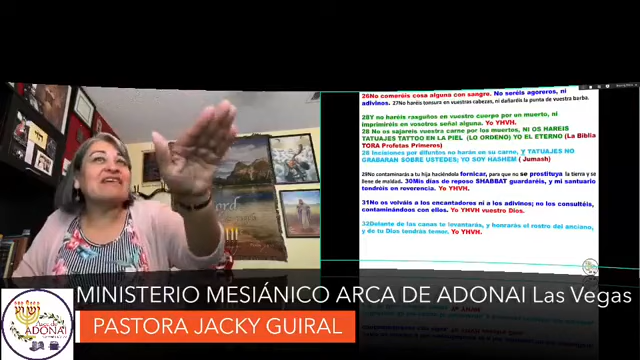 26No comeréis cosa alguna con sangre. No seréis agoreros, ni
adivinos. 27No haréis tonsura en vuestras cabezas, ni dañaréis la punta de vuestra barba.
28Y no haréis rasguños en vuestro cuerpo por un muerto, ni
imprimiréis en vosotros señal alguna. Yo YHVH.
28 No os sajareis vuestra carne por los muertos, NI OS HAREIS
TATUAJES TATTOO EN LA PIEL (LO ORDENO) YO EL ETERNO (La Biblia
TORA Profetas Primeros)
28 Incisiones por difuntos no harán en su carne, y TATUAJES NO
GRABARAN SOBRE USTEDES; YO SOY HASHEM ( Jumash)
29No contaminarás a tu hija haciéndola fornicar, para que no se prostituya la tierra y se
llene de maldad. 30Mis días de reposo SHABBAT guardaréis, y mi santuario
tendréis en reverencia. Yo YHVH.
31No os volváis a los encantadores ni a los adivinos; no los consultéis,
contaminándoos con ellos. Yo YHVH vuestro Dios.
32Delante de las canas te levantarás, y honrarás el rostro del anciano,
y de tu Dios tendrás temor. Yo YHVH.
Lord
MINISTERIO MESIÁNICO ARCA DE ADONAI Las Vegas
PASTORA JACKY GUIRAL
ישוע
Arca de
ADONAI